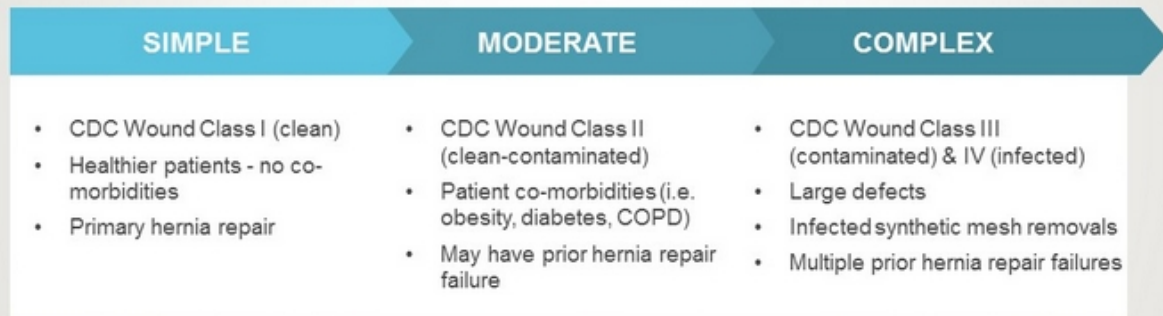 SIMPLE
MODERATE
COMPLEX
• CDC Wound Class I (clean)
• Healthier patients - no co-
morbidities
• Primary hernia repair
• CDC Wound Class II
(clean-contaminated)
• Patient co-morbidities (i.e.
obesity, diabetes, COPD)
• May have prior hernia repair
failure
• CDC Wound Class III
(contaminated) & IV (infected)
• Large defects
• Infected synthetic mesh removals
• Multiple prior hernia repair failures